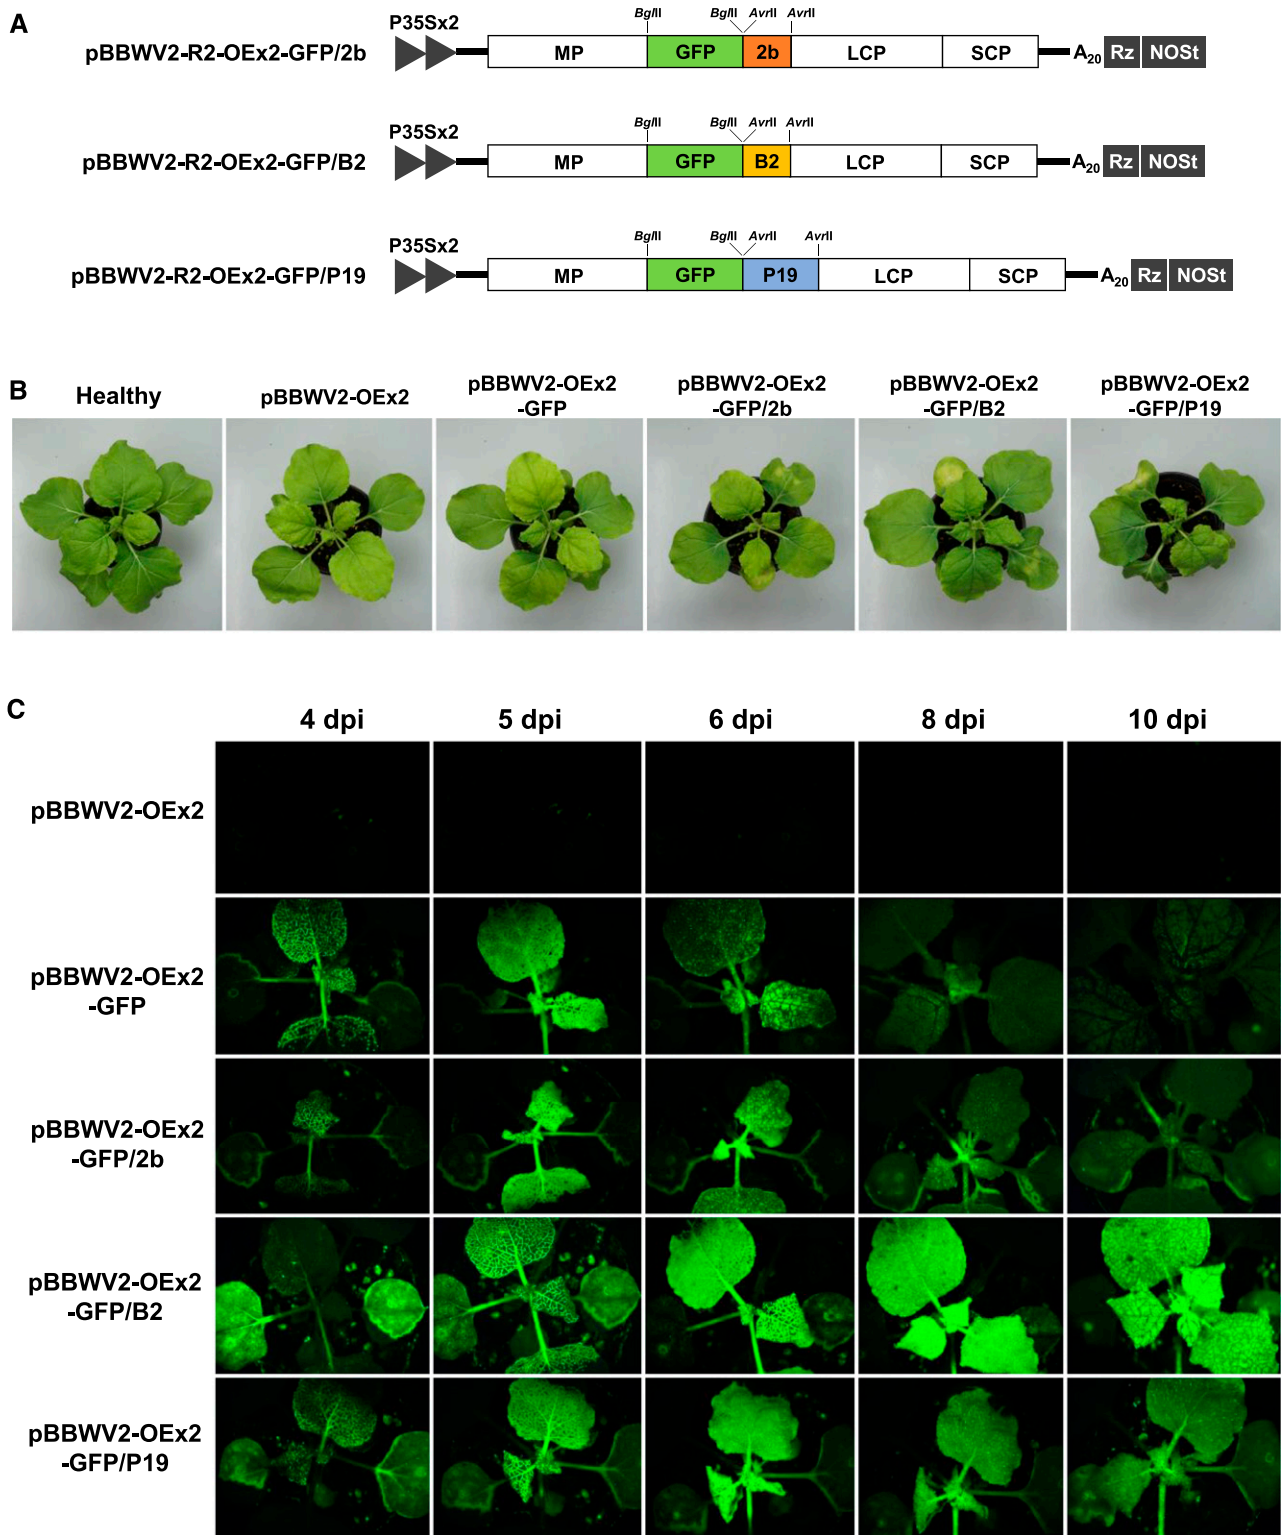 A
P35Sx2
BglII BglII AvrII AvrII
pBBWV2-R2-OEx2-GFP/2b
MP GFP 2b LCP SCP A20 Rz NOSt
P35Sx2
BglII BglII AvrII AvrII
pBBWV2-R2-OEx2-GFP/B2
MP GFP B2 LCP SCP A20 Rz NOSt
P35Sx2
BglII BglII AvrII AvrII
pBBWV2-R2-OEx2-GFP/P19
MP GFP P19 LCP SCP A20 Rz NOSt
B
Healthy
pBBWV2-OEx2
pBBWV2-OEx2
-GFP
pBBWV2-OEx2
-GFP/2b
pBBWV2-OEx2
-GFP/B2
pBBWV2-OEx2
-GFP/P19
C
4 dpi 5 dpi 6 dpi 8 dpi 10 dpi
pBBWV2-OEx2
pBBWV2-OEx2
-GFP
pBBWV2-OEx2
-GFP/2b
pBBWV2-OEx2
-GFP/B2
pBBWV2-OEx2
-GFP/P19